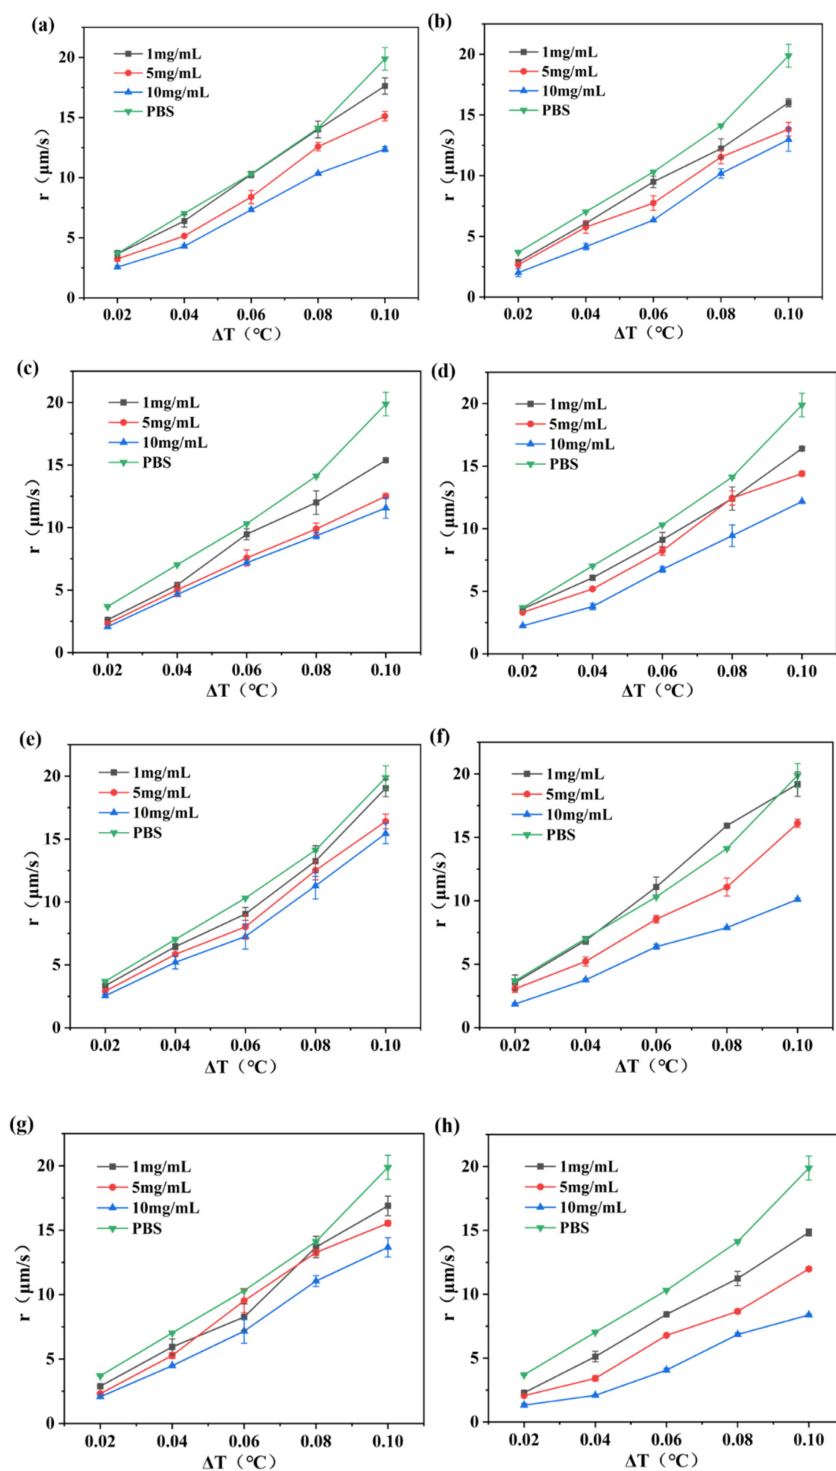 (a)
1mg/mL
5mg/mL
10mg/mL
PBS
20
15
10
5
0
r（μm/s）
0.02 0.04 0.06 0.08 0.10
ΔT（℃）
(b)
1mg/mL
5mg/mL
10mg/mL
PBS
20
15
10
5
0
r（μm/s）
0.02 0.04 0.06 0.08 0.10
ΔT（℃）
(c)
1mg/mL
5mg/mL
10mg/mL
PBS
20
15
10
5
0
r（μm/s）
0.02 0.04 0.06 0.08 0.10
ΔT（℃）
(d)
1mg/mL
5mg/mL
10mg/mL
PBS
20
15
10
5
0
r（μm/s）
0.02 0.04 0.06 0.08 0.10
ΔT（℃）
(e)
1mg/mL
5mg/mL
10mg/mL
PBS
20
15
10
5
0
r（μm/s）
0.02 0.04 0.06 0.08 0.10
ΔT（℃）
(f)
1mg/mL
5mg/mL
10mg/mL
PBS
20
15
10
5
0
r（μm/s）
0.02 0.04 0.06 0.08 0.10
ΔT（℃）
(g)
1mg/mL
5mg/mL
10mg/mL
PBS
20
15
10
5
0
r（μm/s）
0.02 0.04 0.06 0.08 0.10
ΔT（℃）
(h)
1mg/mL
5mg/mL
10mg/mL
PBS
20
15
10
5
0
r（μm/s）
0.02 0.04 0.06 0.08 0.10
ΔT（℃）